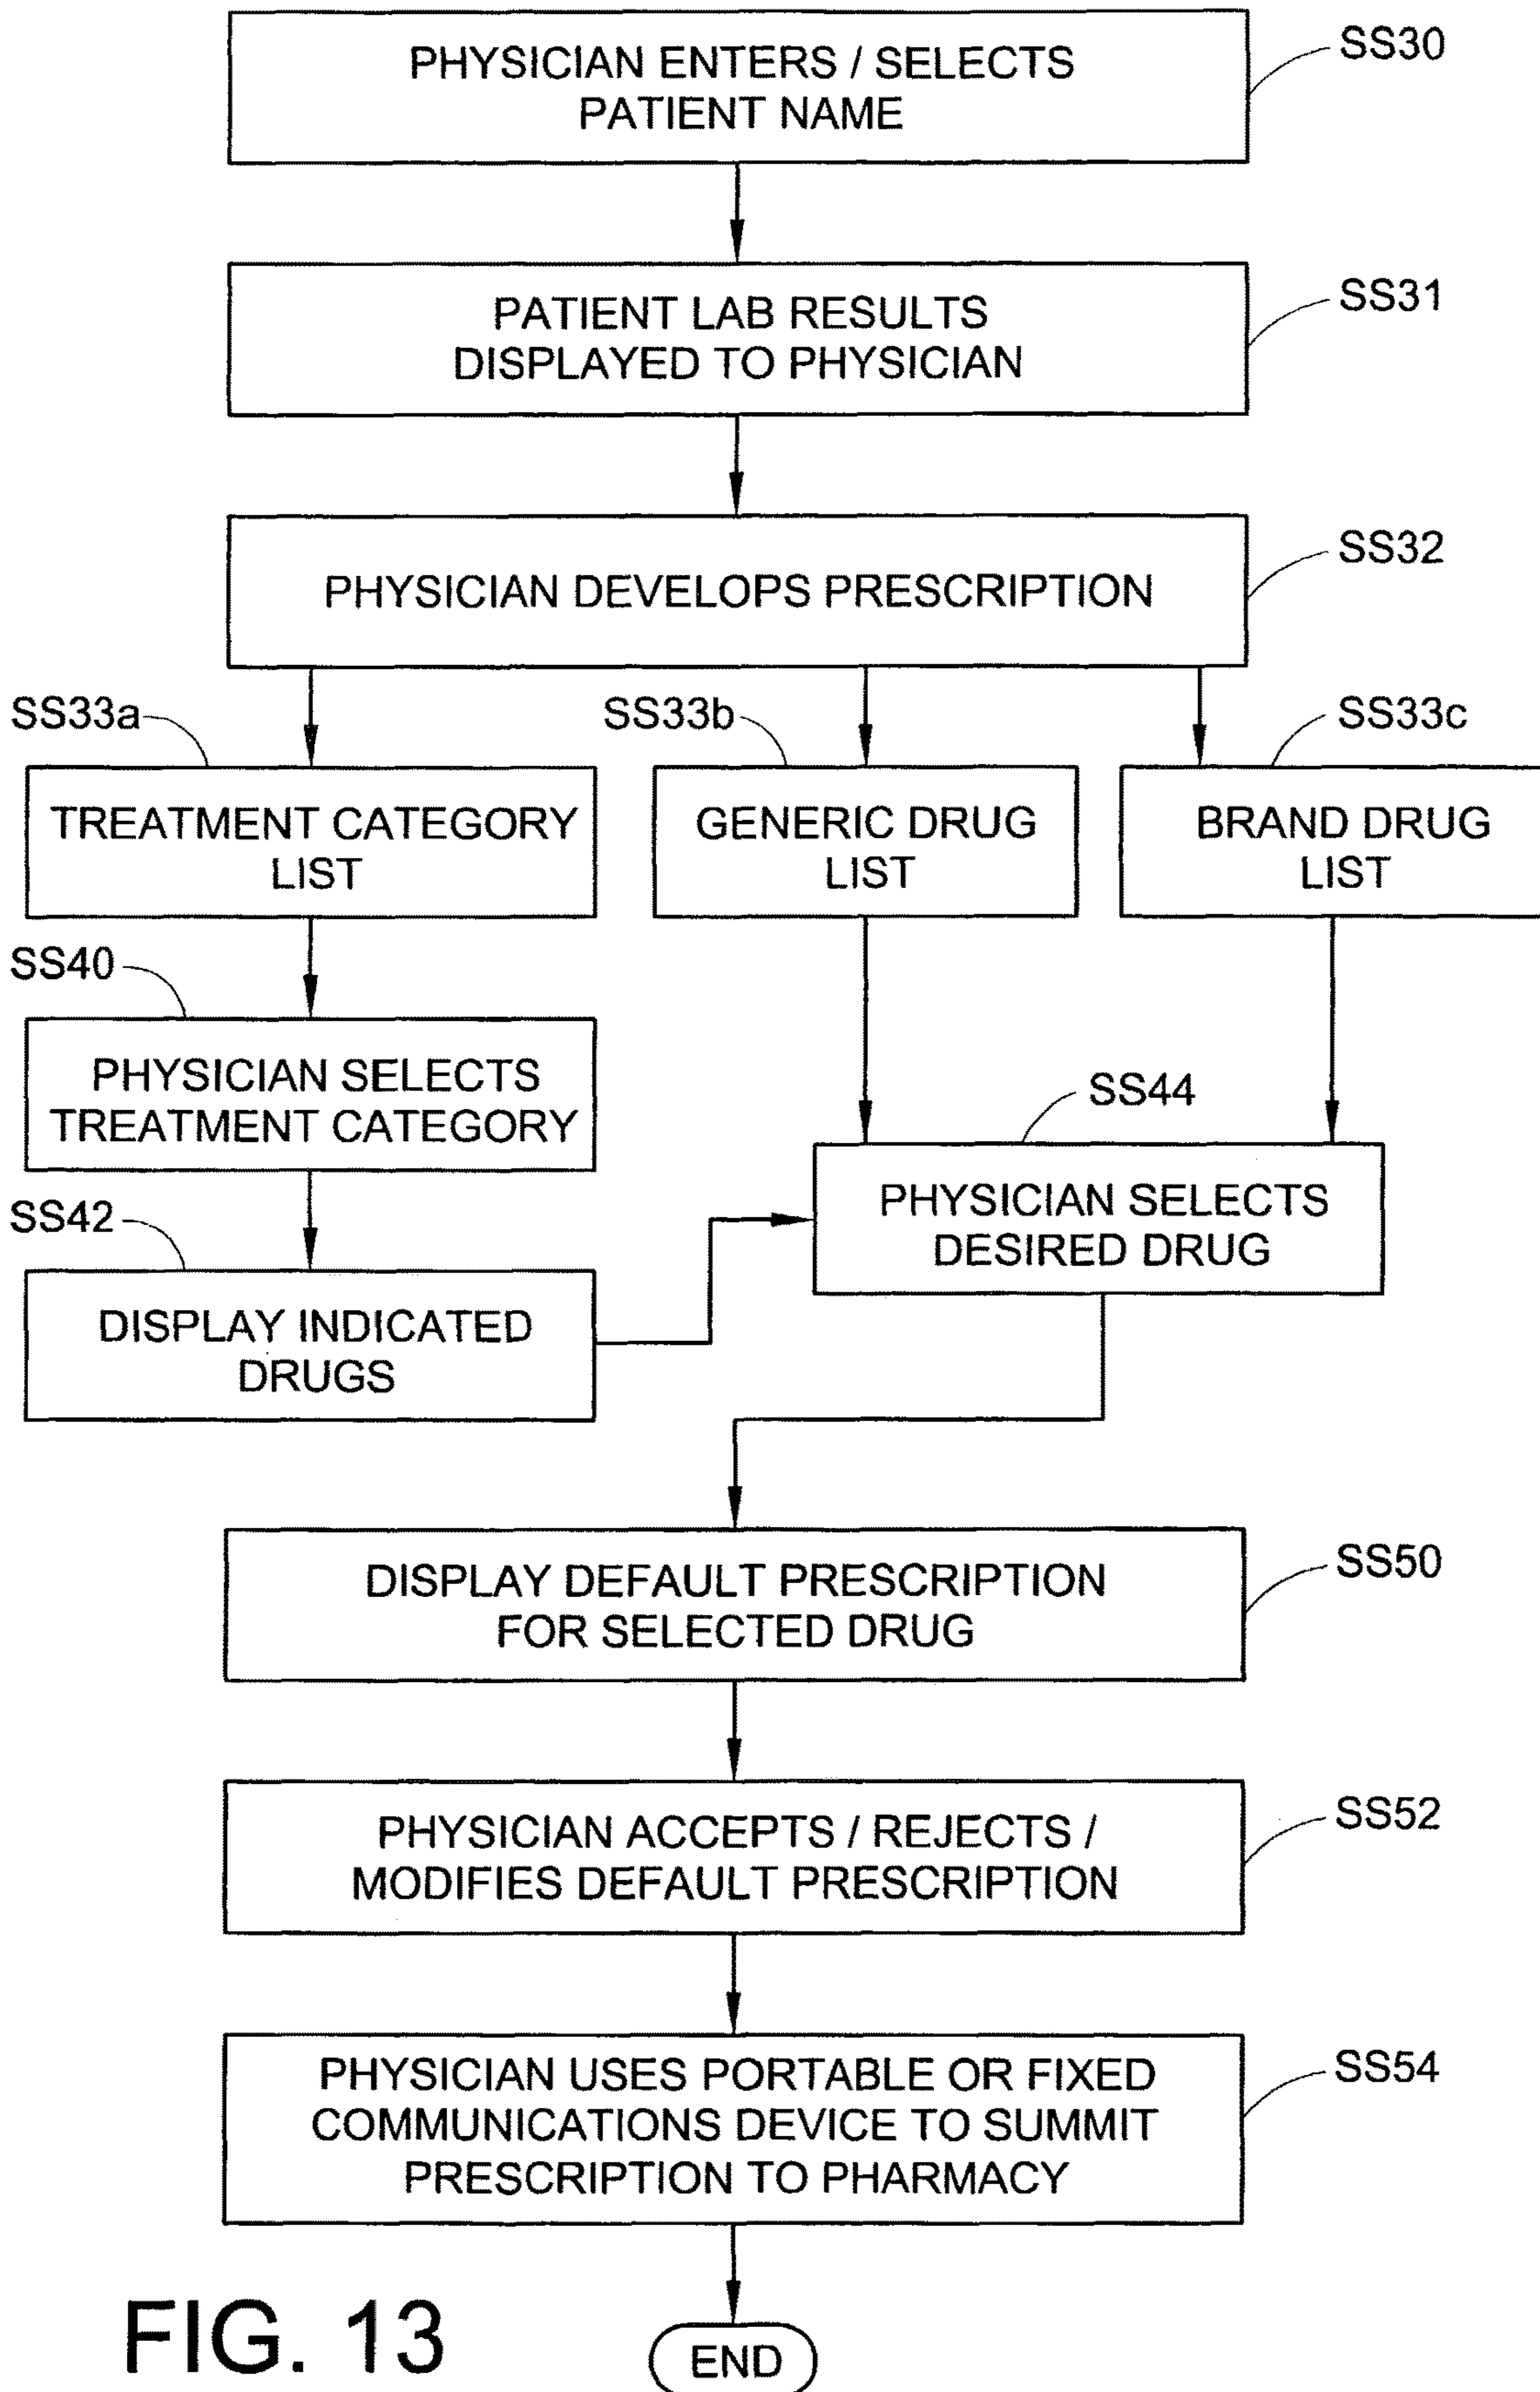 PHYSICIAN ENTERS / SELECTS
PATIENT NAME
SS30
PATIENT LAB RESULTS
DISPLAYED TO PHYSICIAN
SS31
PHYSICIAN DEVELOPS PRESCRIPTION
SS32
SS33a
TREATMENT CATEGORY
LIST
SS33b
GENERIC DRUG
LIST
SS33c
BRAND DRUG
LIST
SS40
PHYSICIAN SELECTS
TREATMENT CATEGORY
SS42
DISPLAY INDICATED
DRUGS
SS44
PHYSICIAN SELECTS
DESIRED DRUG
DISPLAY DEFAULT PRESCRIPTION
FOR SELECTED DRUG
SS50
PHYSICIAN ACCEPTS / REJECTS /
MODIFIES DEFAULT PRESCRIPTION
SS52
PHYSICIAN USES PORTABLE OR FIXED
COMMUNICATIONS DEVICE TO SUMMIT
PRESCRIPTION TO PHARMACY
SS54
END
FIG. 13